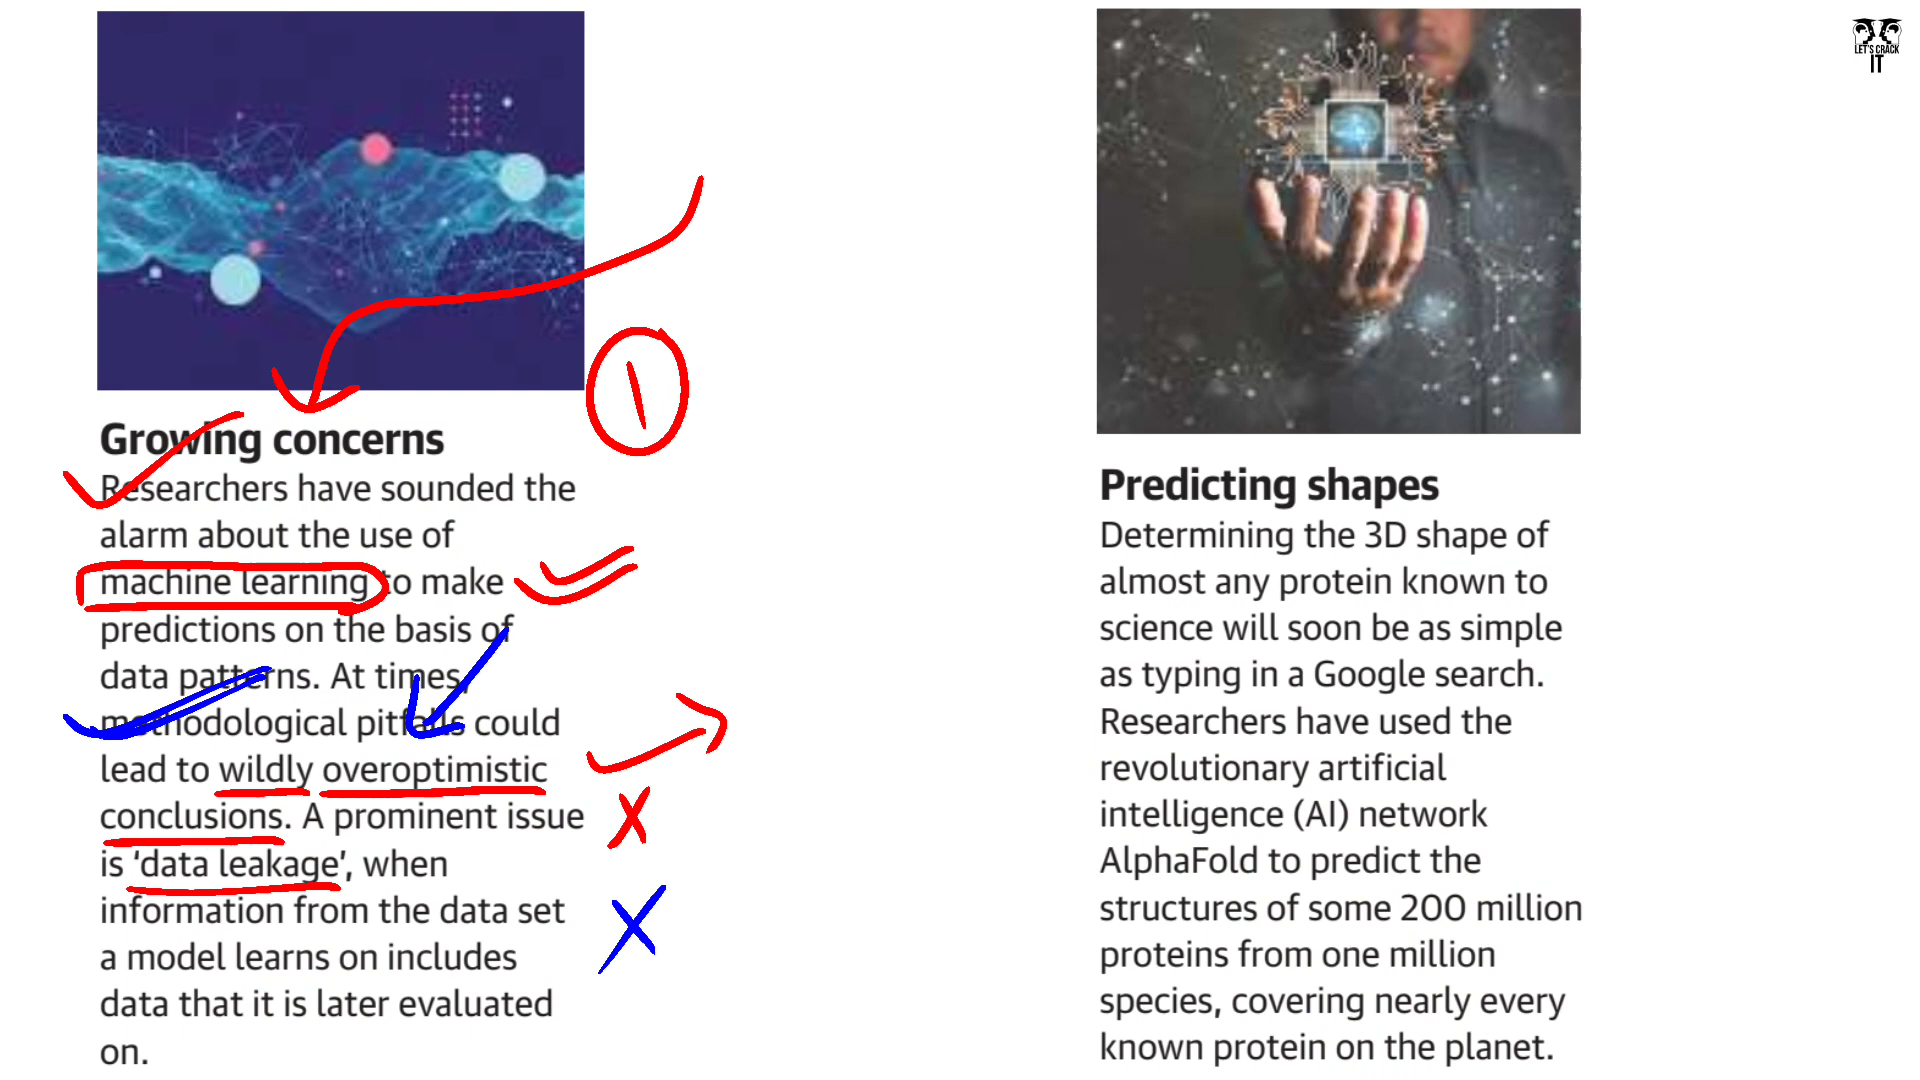 Growing concerns
Researchers have sounded the
alarm about the use of
machine learning to make
predictions on the basis of
data patterns. At times,
methodological pitfalls could
lead to wildly overoptimistic
conclusions. A prominent issue
is ‘data leakage’, when
information from the data set
a model learns on includes
data that it is later evaluated
on.
1
Predicting shapes
Determining the 3D shape of
almost any protein known to
science will soon be as simple
as typing in a Google search.
Researchers have used the
revolutionary artificial
intelligence (AI) network
AlphaFold to predict the
structures of some 200 million
proteins from one million
species, covering nearly every
known protein on the planet.
LET'S CRACK
IT